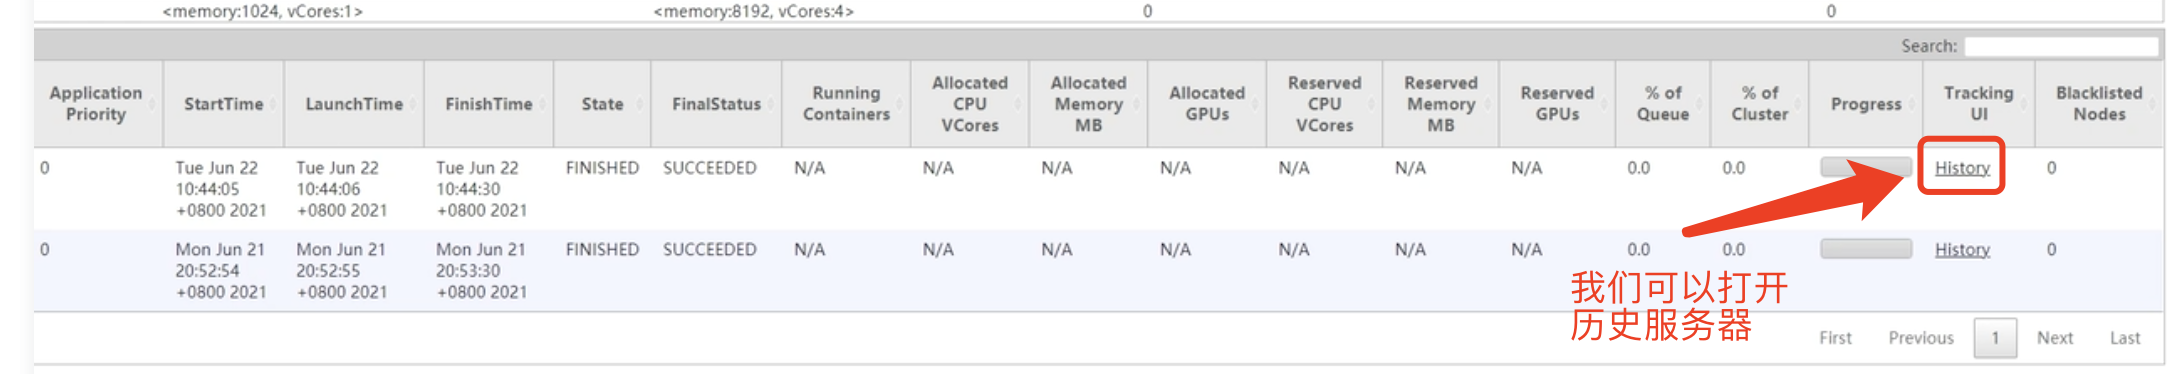 <memory:1024, vCores:1> <memory:8192, vCores:4> 0 0
Search:
Application Priority StartTime LaunchTime FinishTime State FinalStatus Running Containers Allocated CPU VCores Allocated Memory MB Allocated GPUs Reserved CPU VCores Reserved Memory MB Reserved GPUs % of Queue % of Cluster Progress Tracking UI Blacklisted Nodes
0 Tue Jun 22 10:44:05 +0800 2021 Tue Jun 22 10:44:06 +0800 2021 Tue Jun 22 10:44:30 +0800 2021 FINISHED SUCCEEDED N/A N/A N/A N/A N/A N/A N/A 0.0 0.0 History 0
0 Mon Jun 21 20:52:54 +0800 2021 Mon Jun 21 20:52:55 +0800 2021 Mon Jun 21 20:53:30 +0800 2021 FINISHED SUCCEEDED N/A N/A N/A N/A N/A N/A N/A 0.0 0.0 History 0
我们可以打开
历史服务器
First Previous 1 Next Last